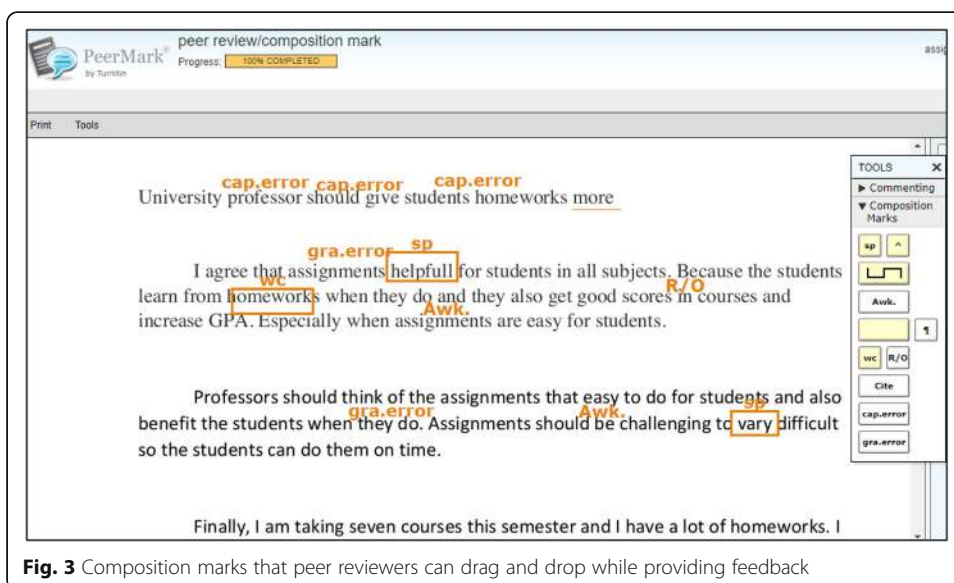 peer review/composition mark
PeerMark®
by Turnitin
Progress: 100% COMPLETED
assig
Print Tools
cap.error cap.error cap.error
University professor should give students homeworks more
gra.error sp
I agree that assignments helpfull for students in all subjects. Because the students
wc R/O
learn from homeworks when they do and they also get good scores in courses and
Awk.
increase GPA. Especially when assignments are easy for students.
Professors should think of the assignments that easy to do for students and also
gra.error Awk. sp
benefit the students when they do. Assignments should be challenging to vary difficult
so the students can do them on time.
Finally, I am taking seven courses this semester and I have a lot of homeworks. I
TOOLS X
▶ Commenting
▼ Composition
Marks
sp ^
Awk.
¶
wc R/O
Cite
cap.error
gra.error
Fig. 3 Composition marks that peer reviewers can drag and drop while providing feedback